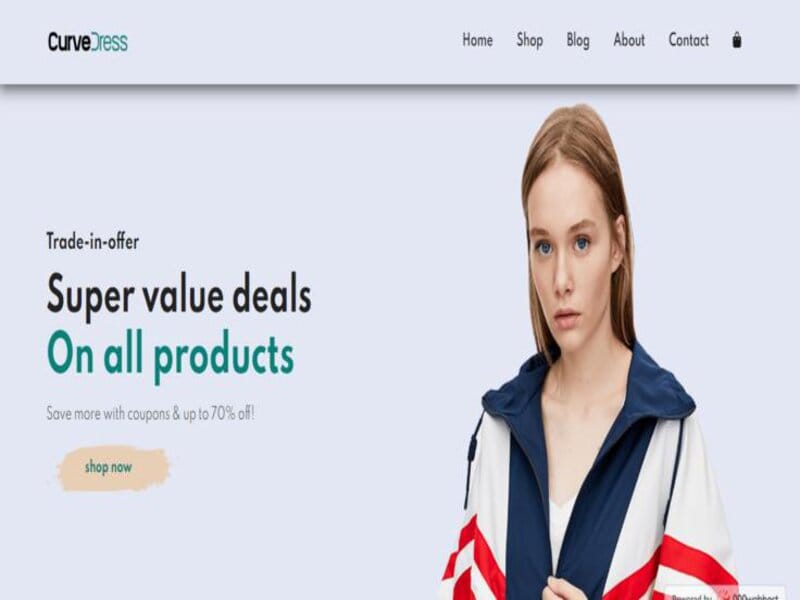 CurveDress
Home Shop Blog About Contact
Trade-in-offer
Super value deals
On all products
Save more with coupons & up to 70% off!
shop now
Powered by 000webhost